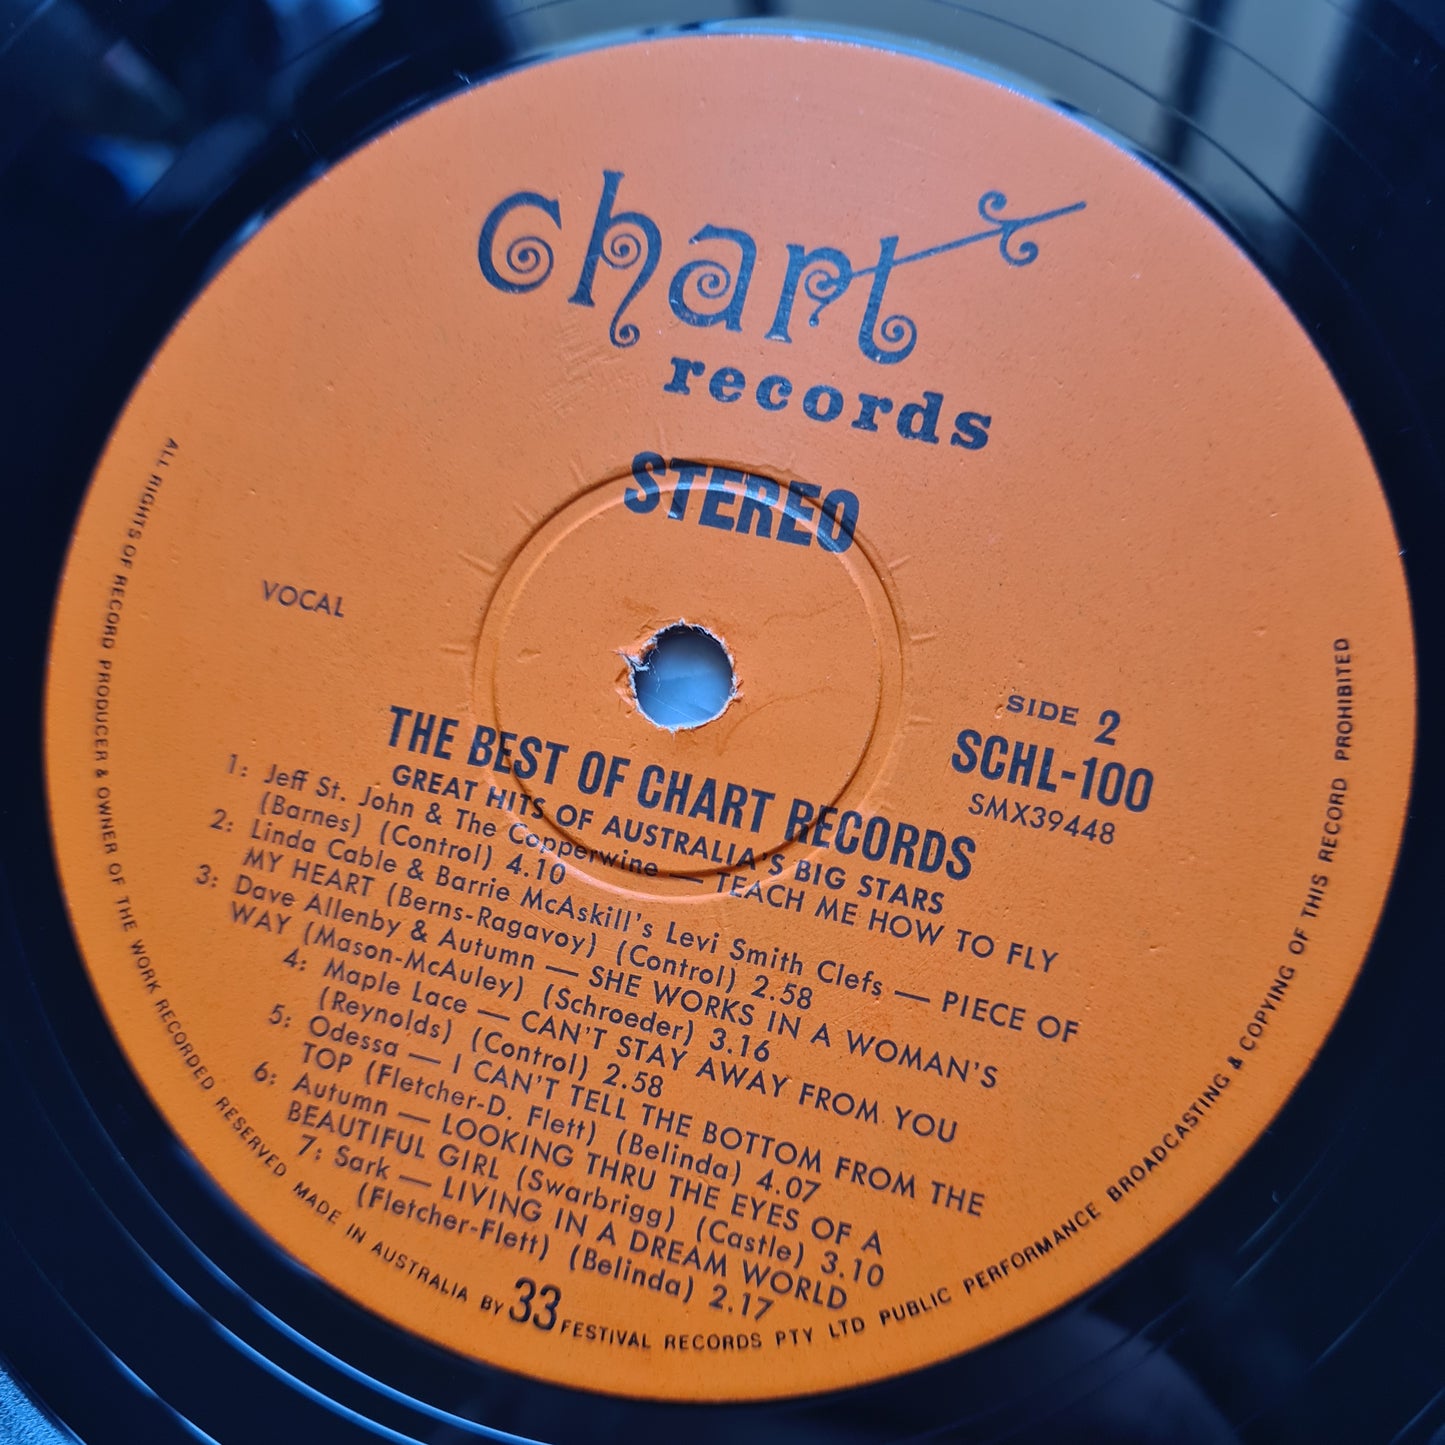 chart
records
STEREO
VOCAL
SIDE 2
SCHL-100
SMX39448
THE BEST OF CHART RECORDS
GREAT HITS OF AUSTRALIA'S BIG STARS
1: Jeff St. John & The Copperwine — TEACH ME HOW TO FLY
(Barnes) (Control) 4.10
2: Linda Cable & Barrie McAskill's Levi Smith Clefs — PIECE OF
MY HEART (Berns-Ragavoy) (Control) 2.58
3: Dave Allenby & Autumn — SHE WORKS IN A WOMAN'S
WAY (Mason-McAuley) (Schroeder) 3.16
4: Maple Lace — CAN'T STAY AWAY FROM YOU
(Reynolds) (Control) 2.58
5: Odessa — I CAN'T TELL THE BOTTOM FROM THE
TOP (Fletcher-D. Flett) (Belinda) 4.07
6: Autumn — LOOKING THRU THE EYES OF A
BEAUTIFUL GIRL (Swarbrigg) (Castle) 3.10
7: Sark — LIVING IN A DREAM WORLD
(Fletcher-Flett) (Belinda) 2.17
33
ALL RIGHTS OF RECORD PRODUCER & OWNER OF THE WORK RECORDED RESERVED MADE IN AUSTRALIA BY FESTIVAL RECORDS PTY LTD PUBLIC PERFORMANCE BROADCASTING & COPYING OF THIS RECORD PROHIBITED